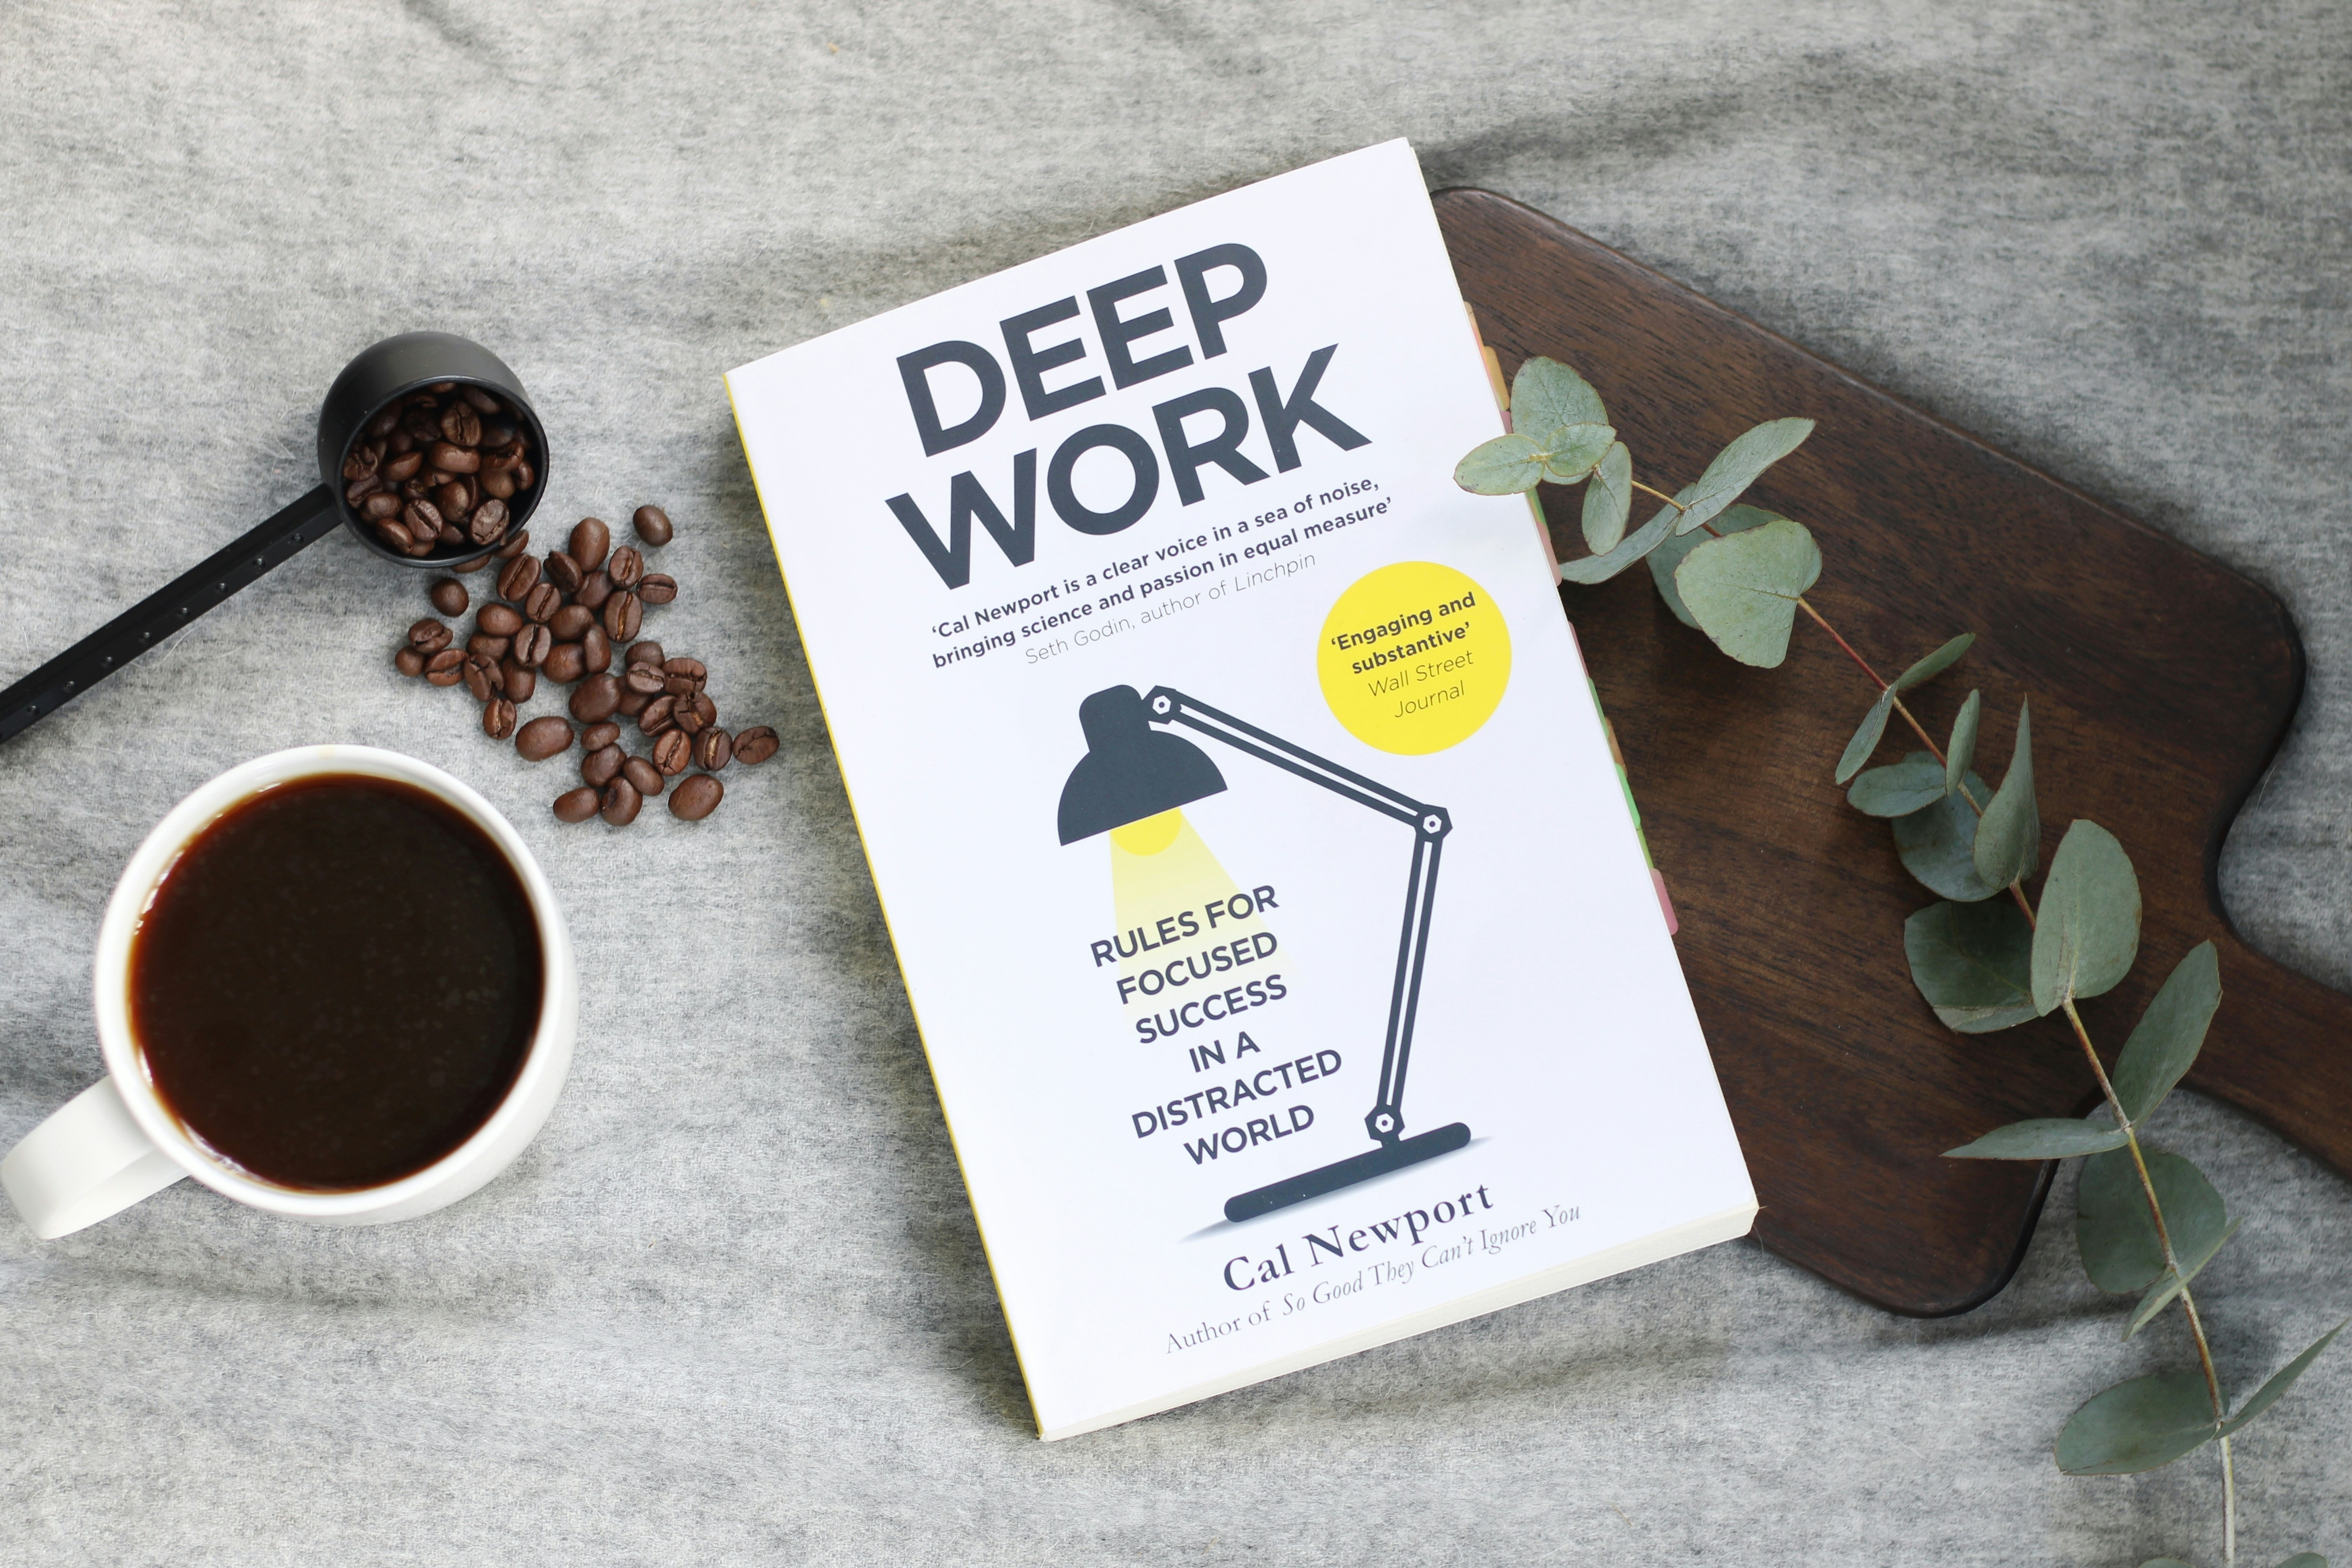 DEEP
WORK
‘Cal Newport is a clear voice in a sea of noise,
bringing science and passion in equal measure’
Seth Godin, author of Linchpin
‘Engaging and
substantive’
Wall Street
Journal
RULES FOR
FOCUSED
SUCCESS
IN A
DISTRACTED
WORLD
Cal Newport
Author of So Good They Can’t Ignore You